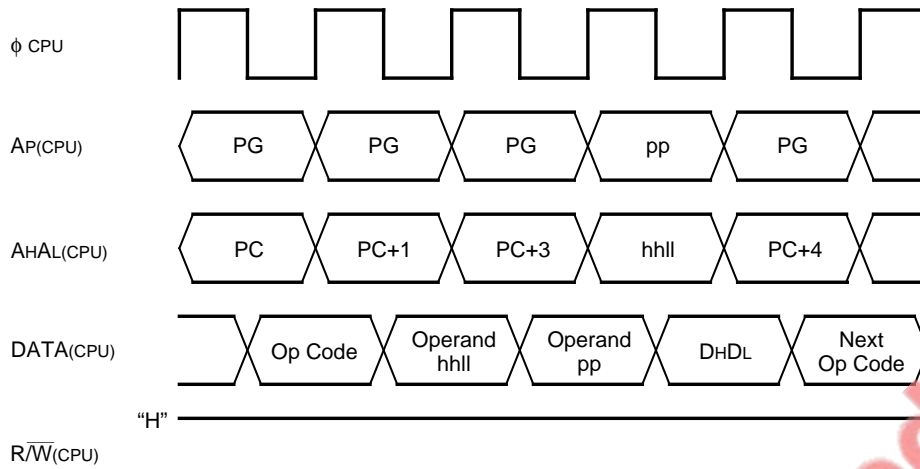 ϕ CPU
AP(CPU) PG PG PG pp PG
AHAL(CPU) PC PC+1 PC+3 hhll PC+4
DATA(CPU) Op Code Operand hhll Operand pp DHDL Next Op Code
“H”
R/W̅(CPU)